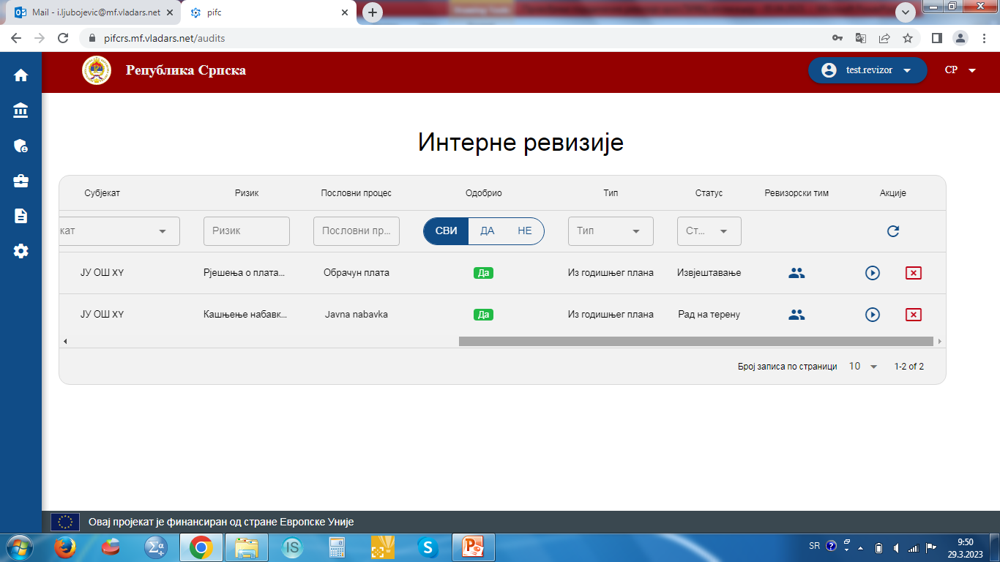 Mail - i.ljubojevic@mf.vladars.net
pifc
pifcrs.mf.vladars.net/audits
Република Српска
test.revizor
СР
Интерне ревизије
Субјекат Ризик Пословни процес Одобрио Тип Статус Ревизорски тим Акције
кат Ризик Пословни пр... СВИ ДА НЕ Тип Ст...
ЈУ ОШ XY Рјешења о плата... Обрачун плата Да Из годишњег плана Извјештавање
ЈУ ОШ XY Кашњење набавк... Javna nabavka Да Из годишњег плана Рад на терену
Број записа по страници 10 1-2 of 2
Овај пројекат је финансиран од стране Европске Уније
SR
9:50
29.3.2023